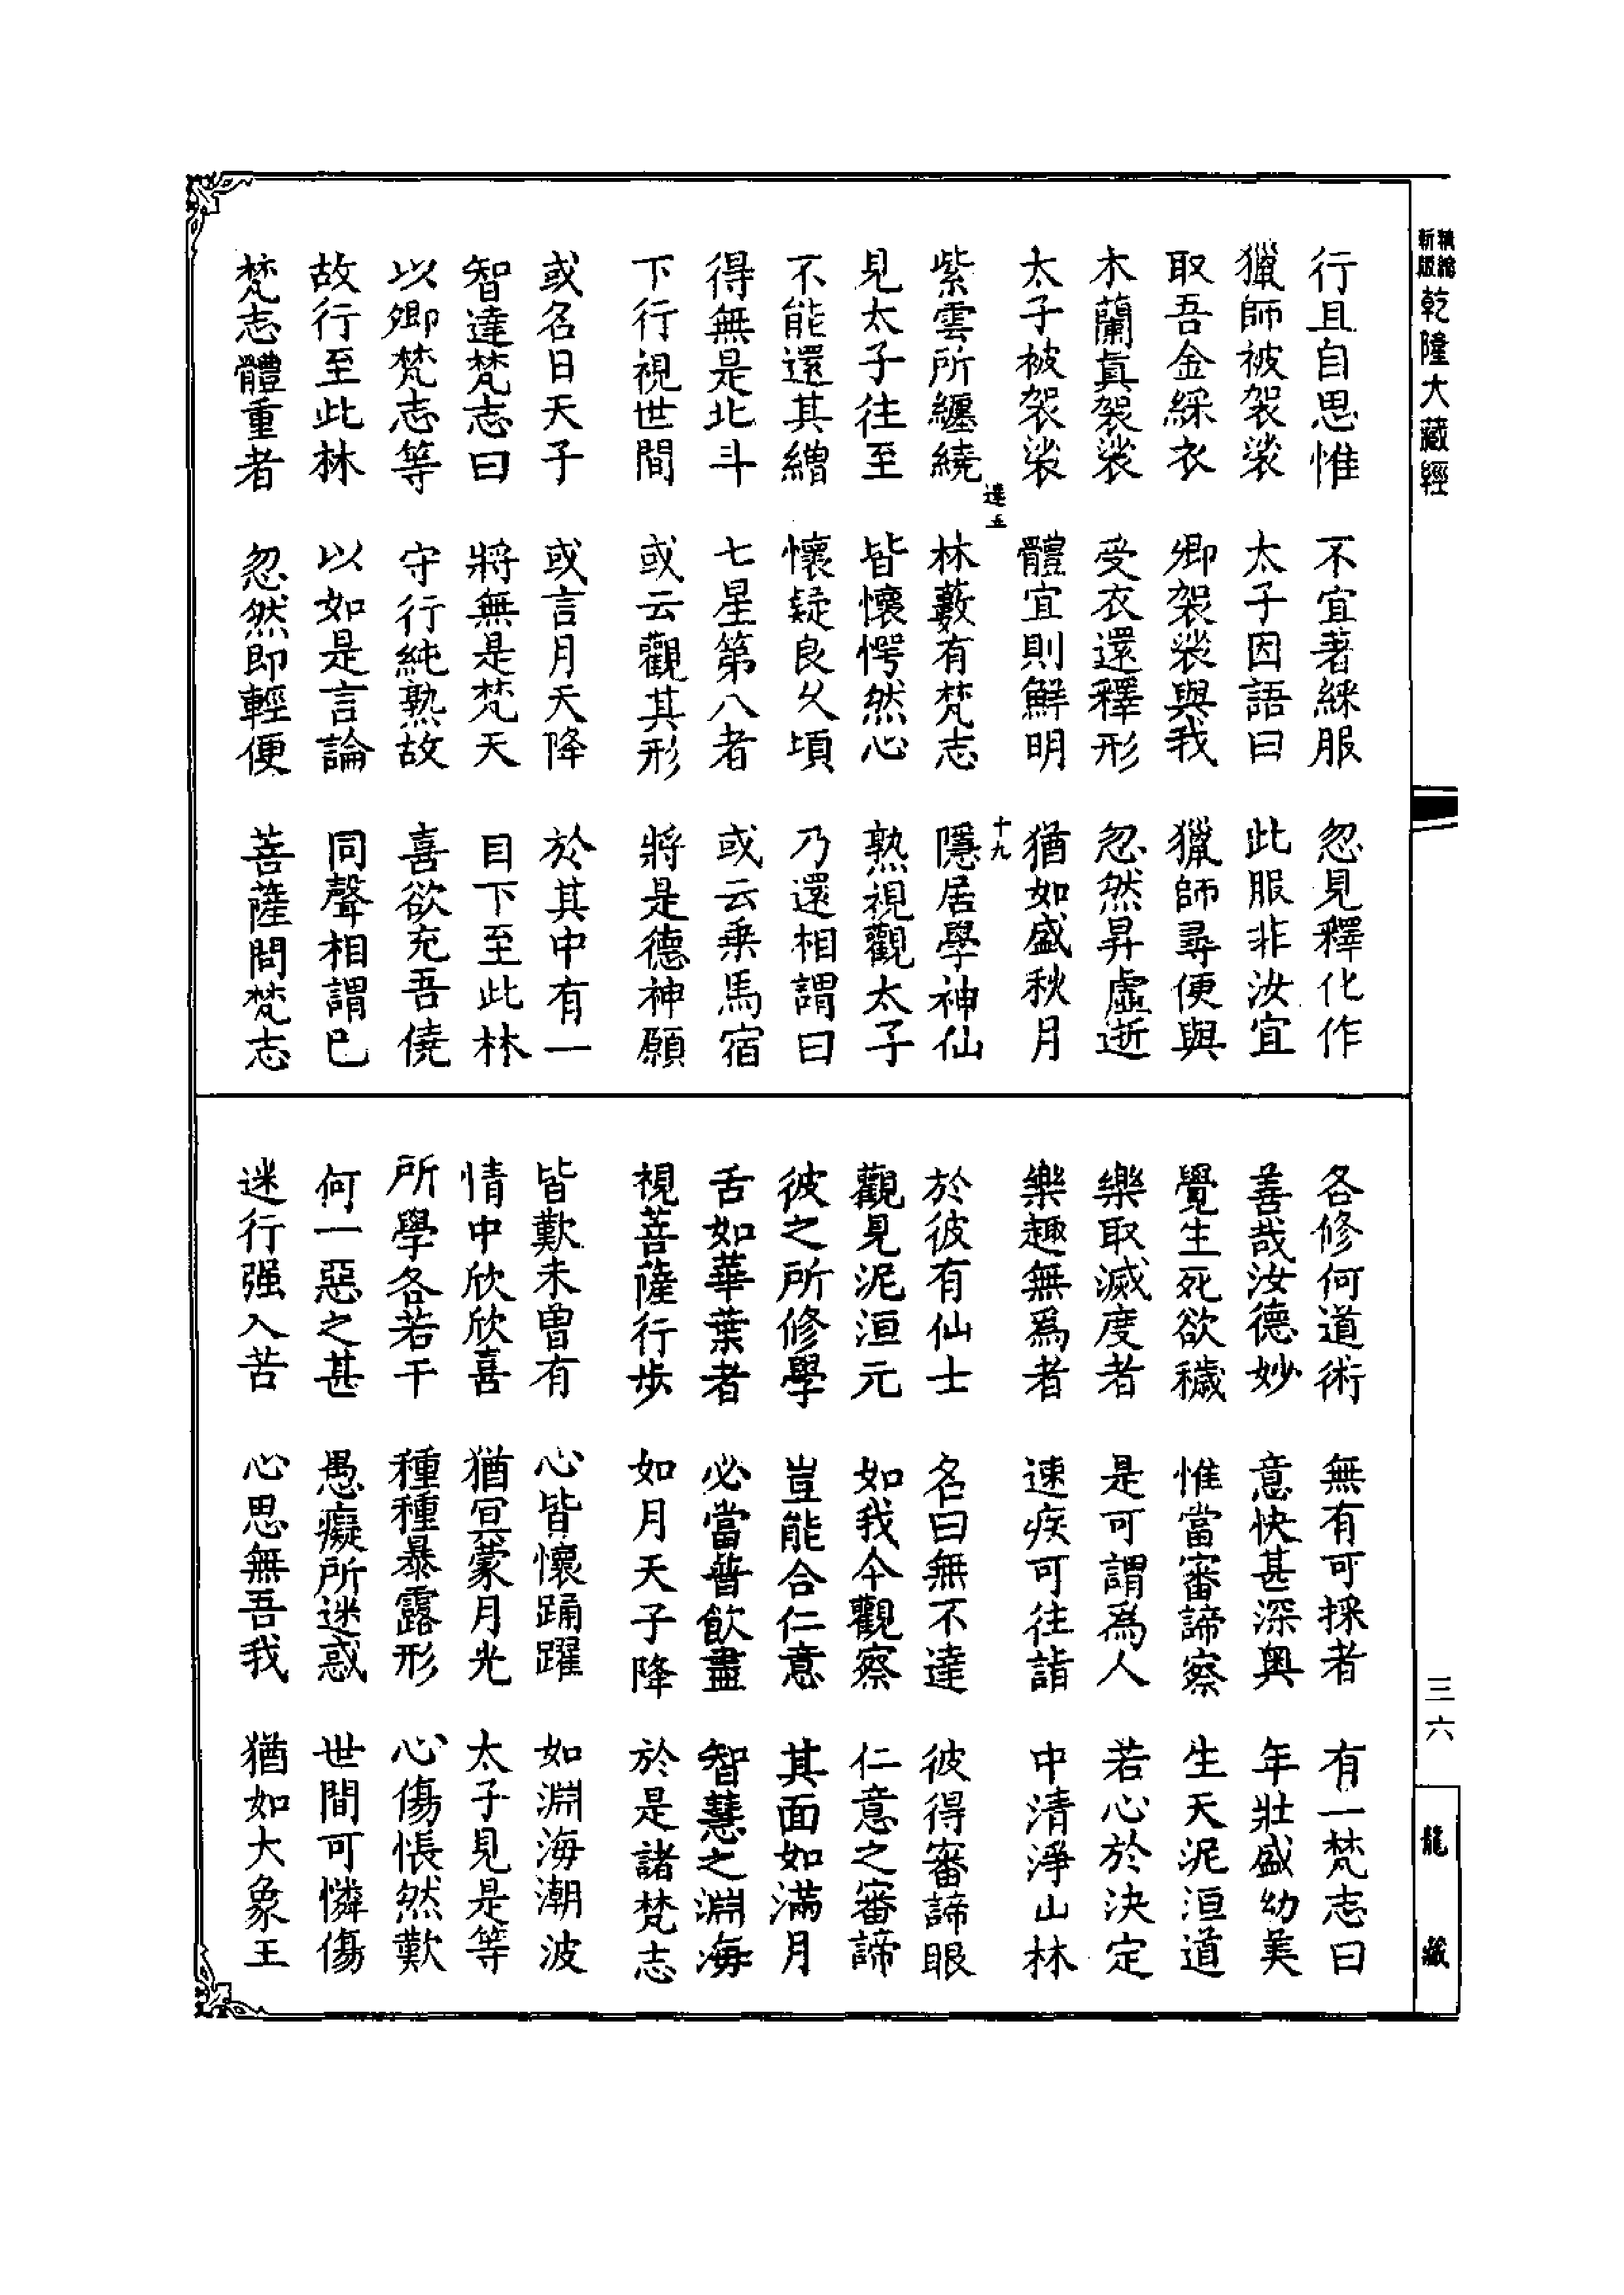 新版 精縮 乾隆大藏經
行且自思惟 不宜著綵服 忽見釋化作
獵師被袈裟 太子因語曰 此服非汝宜
取吾金綵衣 卿袈裟與我 獵師尋便與
木蘭眞袈裟 受衣還釋形 忽然昇虛逝
太子被袈裟 體宜則鮮明 猶如盛秋月
達五 十九
紫雲所纏繞 林藪有梵志 隱居學神仙
見太子往至 皆懷愕然心 熟視觀太子
不能還其繒 懷疑良久頃 乃還相謂曰
得無是北斗 七星第八者 或云乘馬宿
下行視世間 或云觀其形 將是德神願
或名日天子 或言月天降 於其中有一
智達梵志曰 將無是梵天 目下至此林
以卿梵志等 守行純熟故 喜欲充吾僥
故行至此林 以如是言論 同聲相謂已
梵志體重者 忽然即輕便 菩薩問梵志
各修何道術 無有可採者 有一梵志曰
善哉汝德妙 意快甚深奧 年壯盛幼美
覺生死欲穢 惟當審諦察 生天泥洹道
樂取滅度者 是可謂爲人 若心於決定
樂趣無爲者 速疾可往詣 中清淨山林
於彼有仙士 名曰無不達 彼得審諦眼
觀見泥洹元 如我今觀察 仁意之審諦
彼之所修學 豈能合仁意 其面如滿月
舌如華葉者 必當普飲盡 智慧之淵海
視菩薩行步 如月天子降 於是諸梵志
皆歎未曾有 心皆懷踊躍 如淵海潮波
情中欣欣喜 猶冥蒙月光 太子見是等
所學各若干 種種暴露形 心傷悵然歎
何一惡之甚 愚癡所迷惑 世間可憐傷
迷行强入苦 心思無吾我 猶如大象王
三六
龍藏